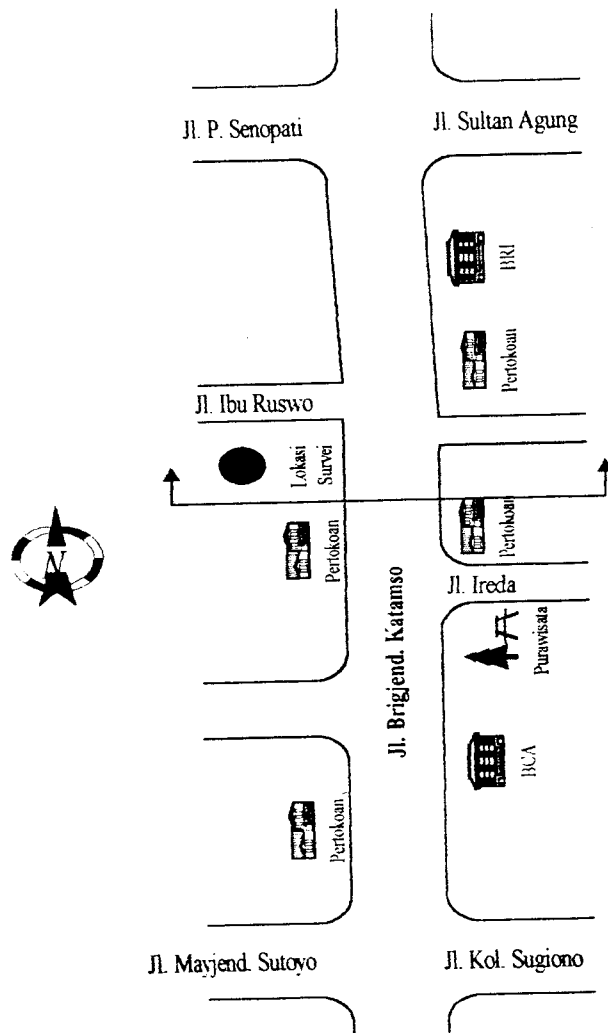 Jl. P. Senopati
Jl. Sultan Agung
BRI
Pertokoan
Jl. Ibu Ruswo
Lokasi
Survei
N
Pertokoan
Pertokoan
Jl. Ireda
Jl. Brigjend. Katamso
Purawisata
BCA
Pertokoan
Jl. Mayjend. Sutoyo
Jl. Kol. Sugiono